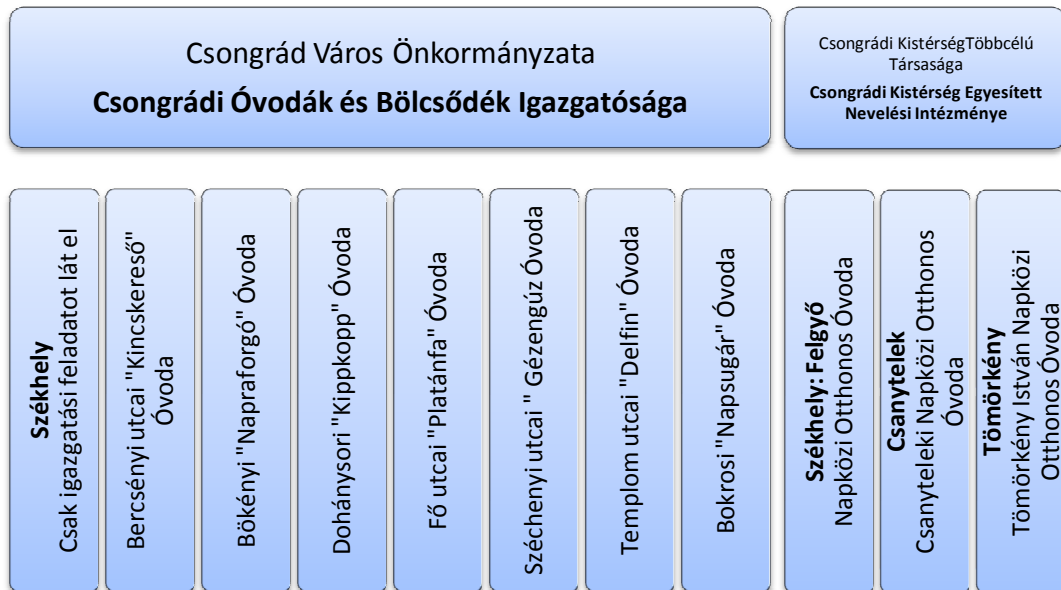 Csongrád Város Önkormányzata
Csongrádi Óvodák és Bölcsődék Igazgatósága
Csongrádi KistérségTöbbcélú
Társasága
Csongrádi Kistérség Egyesített
Nevelési Intézménye
Székhely
Csak igazgatási feladatot lát el
Bercsényi utcai "Kincskereső"
Óvoda
Bökényi "Napraforgó" Óvoda
Dohánysori "Kippkopp" Óvoda
Fő utcai "Platánfa" Óvoda
Széchenyi utcai " Gézengúz Óvoda
Templom utcai "Delfin" Óvoda
Bokrosi "Napsugár" Óvoda
Székhely: Felgyő
Napközi Otthonos Óvoda
Csanytelek
Csanyteleki Napközi Otthonos
Óvoda
Tömörkény
Tömörkény István Napközi
Otthonos Óvoda